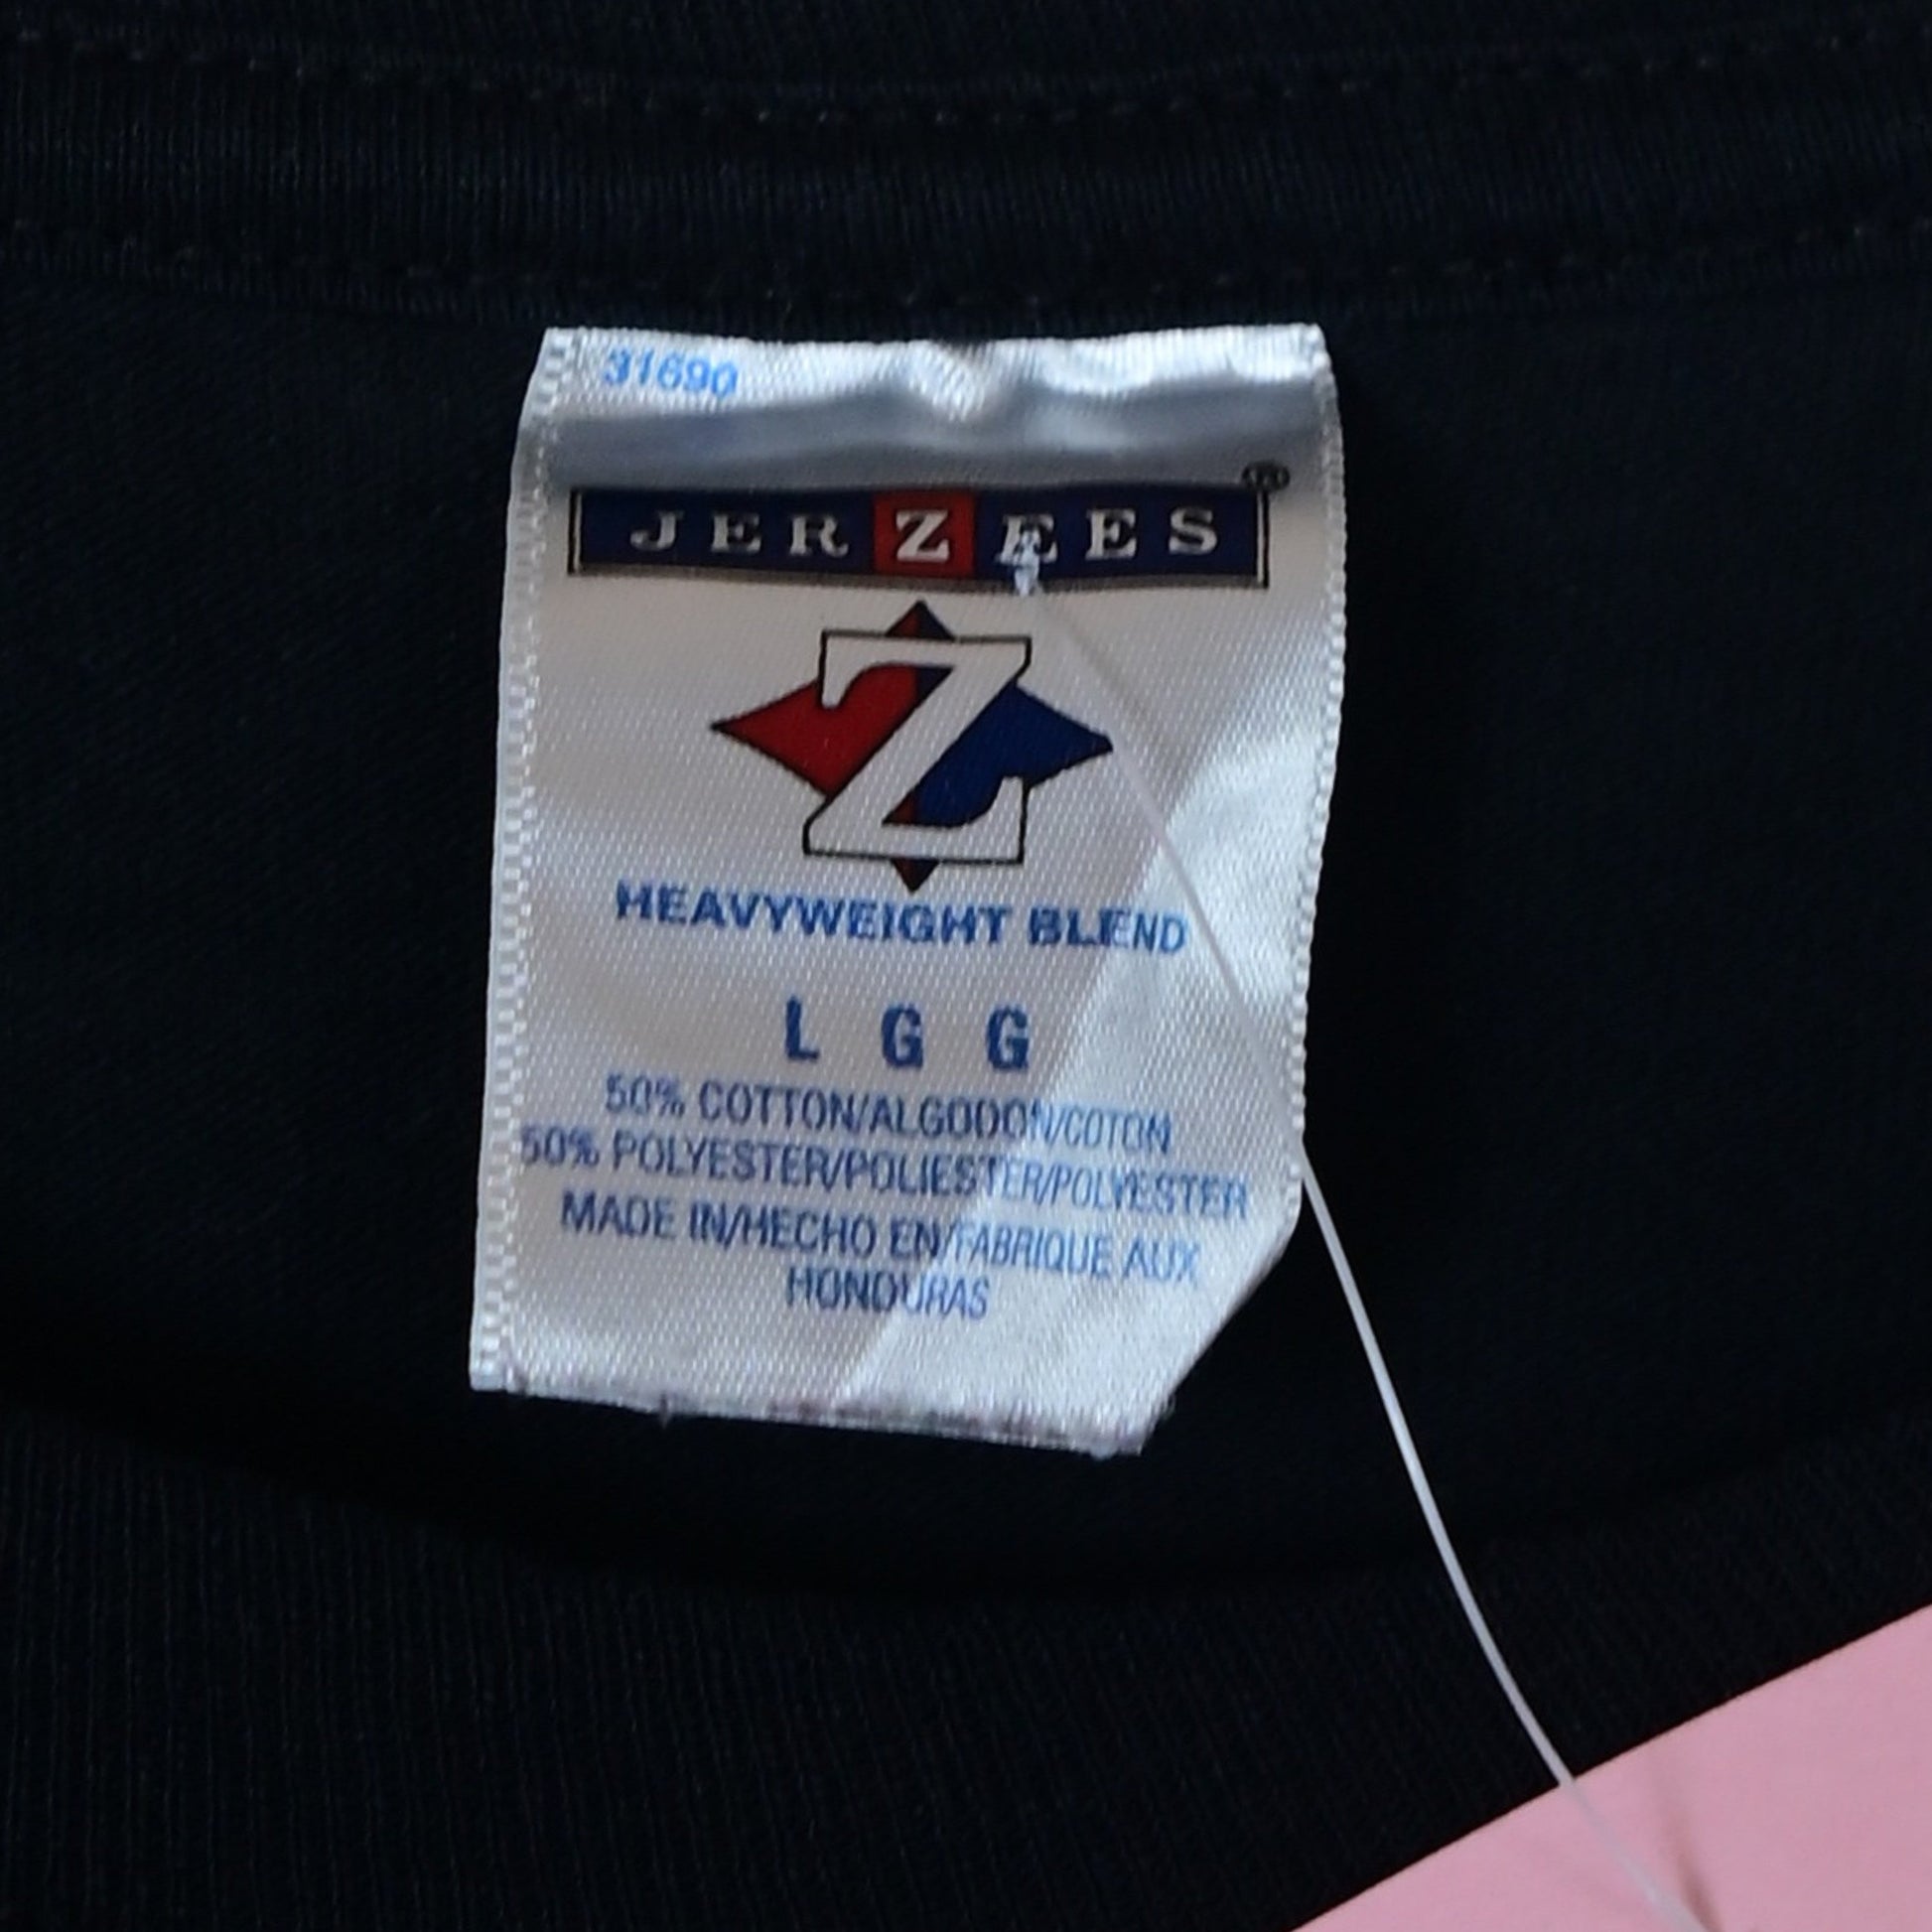 31690
JERZEES®
Z
HEAVYWEIGHT BLEND
L G G
50% COTTON/ALGODON/COTON
50% POLYESTER/POLIESTER/POLYESTER
MADE IN/HECHO EN/FABRIQUE AUX
HONDURAS